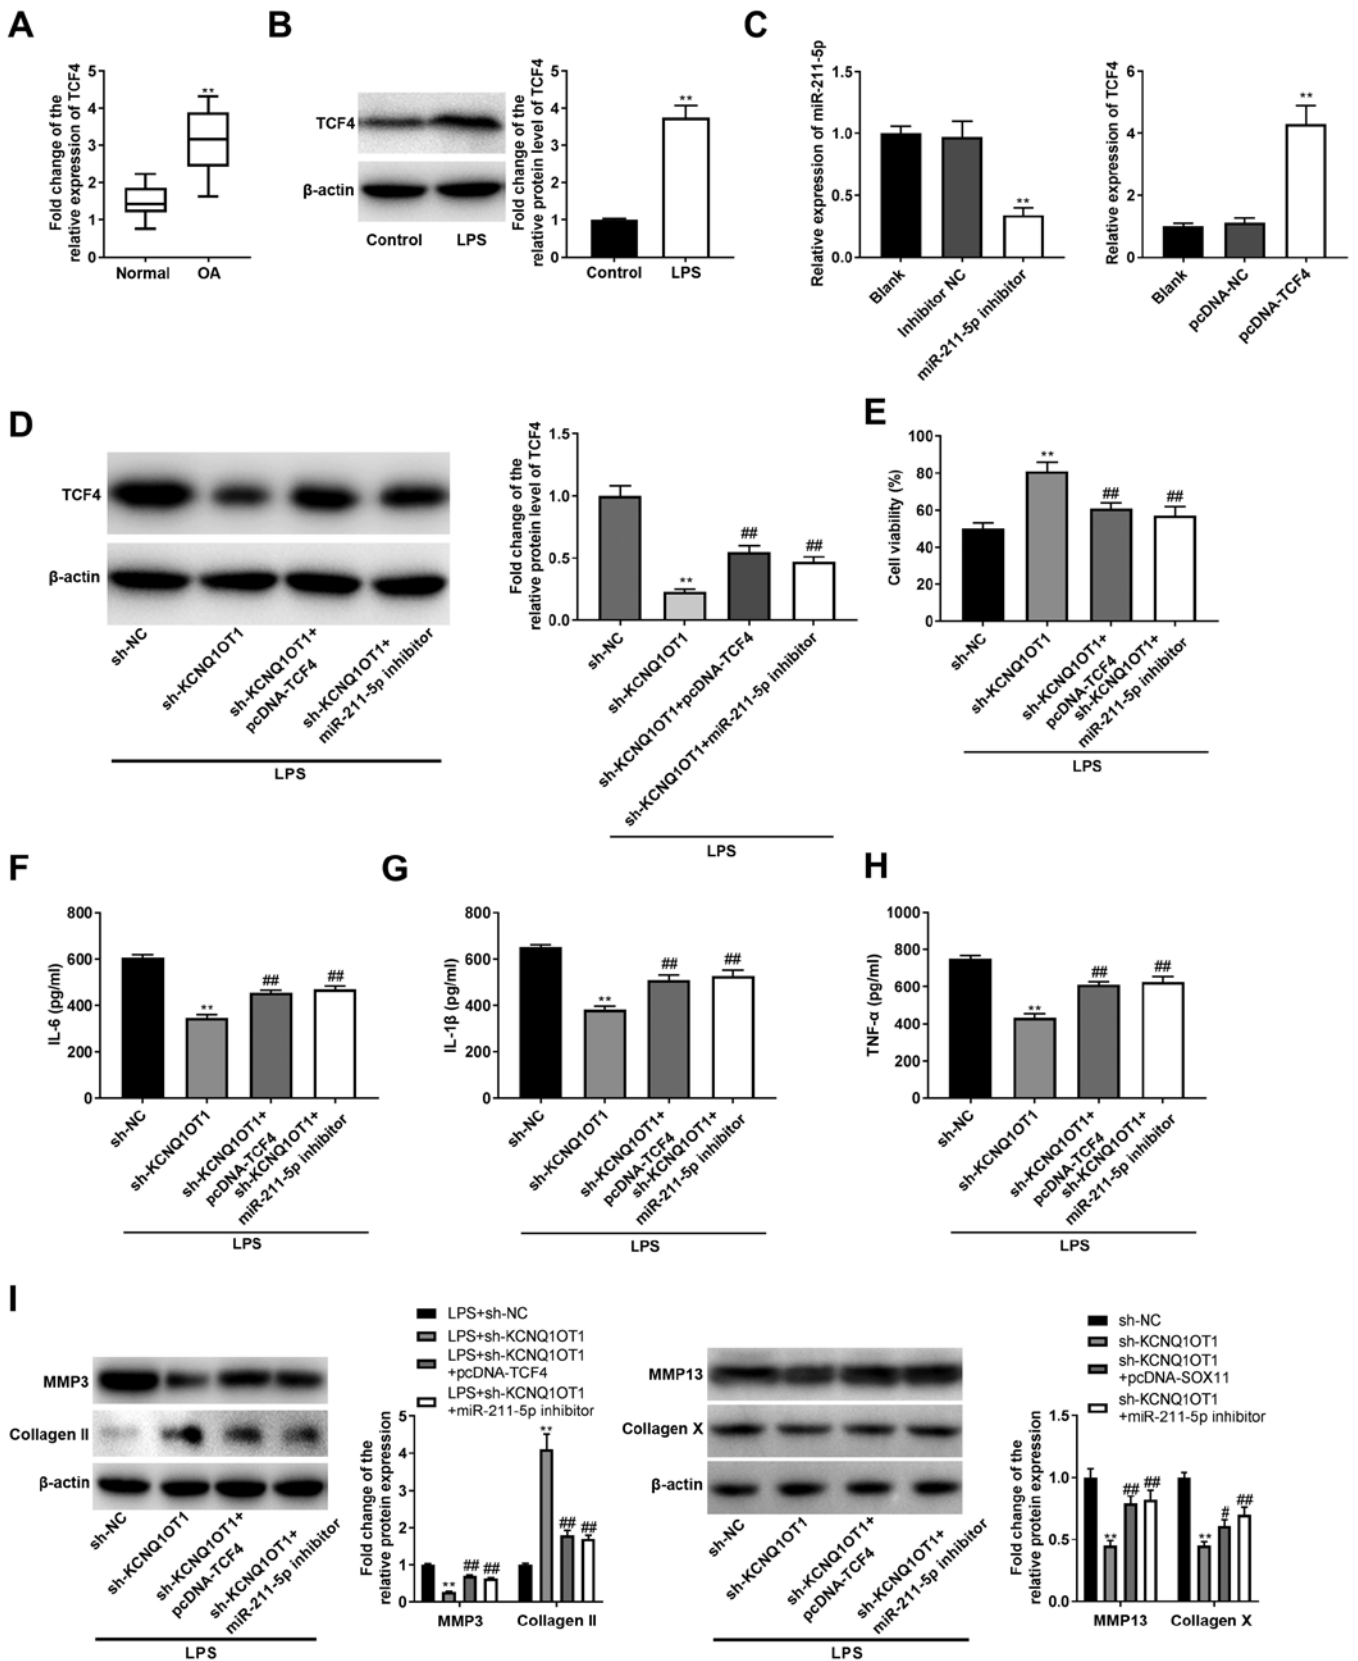 A
Fold change of the
relative expression of TCF4
5
4
3
2
1
0
**
Normal
OA
B
TCF4
β-actin
Control
LPS
Fold change of the
relative protein level of TCF4
5
4
3
2
1
0
**
Control
LPS
C
Relative expression of miR-211-5p
1.5
1.0
0.5
0.0
**
Blank
Inhibitor NC
miR-211-5p inhibitor
Relative expression of TCF4
6
4
2
0
**
Blank
pcDNA-NC
pcDNA-TCF4
D
TCF4
β-actin
sh-NC
sh-KCNQ1OT1
sh-KCNQ1OT1+
pcDNA-TCF4
sh-KCNQ1OT1+
miR-211-5p inhibitor
LPS
Fold change of the
relative protein level of TCF4
1.5
1.0
0.5
0.0
**
##
##
sh-NC
sh-KCNQ1OT1
sh-KCNQ1OT1+pcDNA-TCF4
sh-KCNQ1OT1+miR-211-5p inhibitor
LPS
E
Cell viability (%)
100
80
60
40
20
0
**
##
##
sh-NC
sh-KCNQ1OT1
sh-KCNQ1OT1+
pcDNA-TCF4
sh-KCNQ1OT1+
miR-211-5p inhibitor
LPS
F
IL-6 (pg/ml)
800
600
400
200
0
**
##
##
sh-NC
sh-KCNQ1OT1
sh-KCNQ1OT1+
pcDNA-TCF4
sh-KCNQ1OT1+
miR-211-5p inhibitor
LPS
G
IL-1β (pg/ml)
800
600
400
200
0
**
##
##
sh-NC
sh-KCNQ1OT1
sh-KCNQ1OT1+
pcDNA-TCF4
sh-KCNQ1OT1+
miR-211-5p inhibitor
LPS
H
TNF-α (pg/ml)
1000
800
600
400
200
0
**
##
##
sh-NC
sh-KCNQ1OT1
sh-KCNQ1OT1+
pcDNA-TCF4
sh-KCNQ1OT1+
miR-211-5p inhibitor
LPS
I
MMP3
Collagen II
β-actin
sh-NC
sh-KCNQ1OT1
sh-KCNQ1OT1+
pcDNA-TCF4
sh-KCNQ1OT1+
miR-211-5p inhibitor
LPS
LPS+sh-NC
LPS+sh-KCNQ1OT1
LPS+sh-KCNQ1OT1
+pcDNA-TCF4
LPS+sh-KCNQ1OT1
+miR-211-5p inhibitor
Fold change of the
relative protein expression
5
4
3
2
1
0
**
##
##
**
##
##
MMP3
Collagen II
MMP13
Collagen X
β-actin
sh-NC
sh-KCNQ1OT1
sh-KCNQ1OT1+
pcDNA-TCF4
sh-KCNQ1OT1+
miR-211-5p inhibitor
LPS
sh-NC
sh-KCNQ1OT1
sh-KCNQ1OT1
+pcDNA-SOX11
sh-KCNQ1OT1
+miR-211-5p inhibitor
Fold change of the
relative protein expression
1.5
1.0
0.5
0.0
**
##
##
**
#
##
MMP13
Collagen X